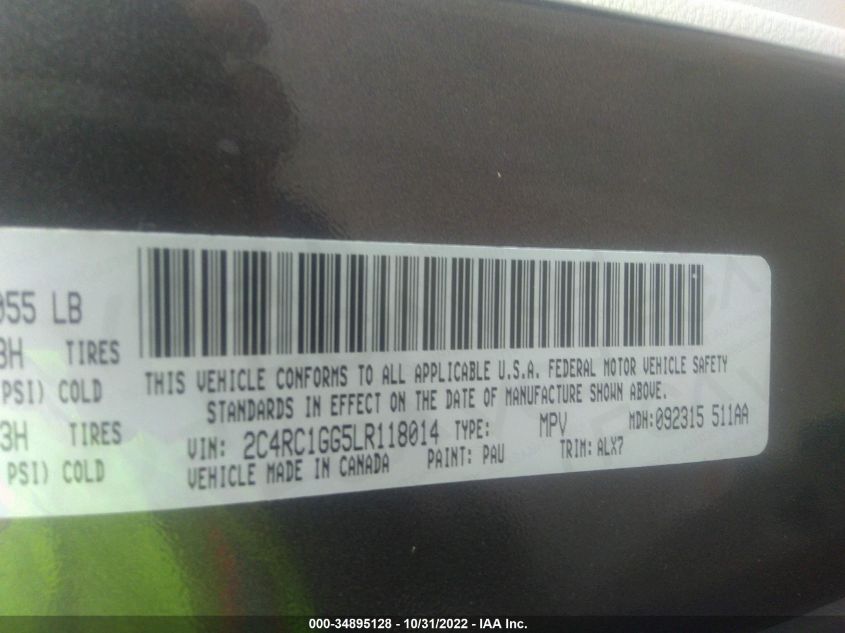 055 LB
3H TIRES
PSI) COLD
3H TIRES
PSI) COLD
THIS VEHICLE CONFORMS TO ALL APPLICABLE U.S.A. FEDERAL MOTOR VEHICLE SAFETY
STANDARDS IN EFFECT ON THE DATE OF MANUFACTURE SHOWN ABOVE.
VIN: 2C4RC1GG5LR118014 TYPE: MPV MDH: 092315 511AA
VEHICLE MADE IN CANADA PAINT: PAU TRIM: ALX7
000-34895128 - 10/31/2022 - IAA Inc.